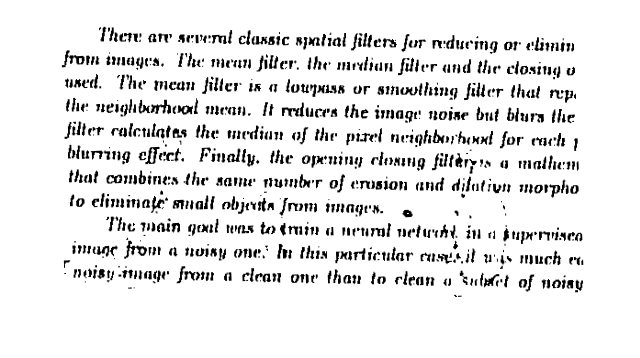 There are several classic spatial filters for reducing or elimin
from images. The mean filter, the median filter and the closing o
used. The mean filter is a lowpass or smoothing filter that repl
the neighborhood mean. It reduces the image noise but blurs the
filter calculates the median of the pixel neighborhood for each p
blurring effect. Finally, the opening closing filter is a mathem
that combines the same number of erosion and dilation morpho
to eliminate small objects from images.
The main goal was to train a neural network in a supervised
image from a noisy one. In this particular case, it was much ea
noisy image from a clean one than to clean a subset of noisy